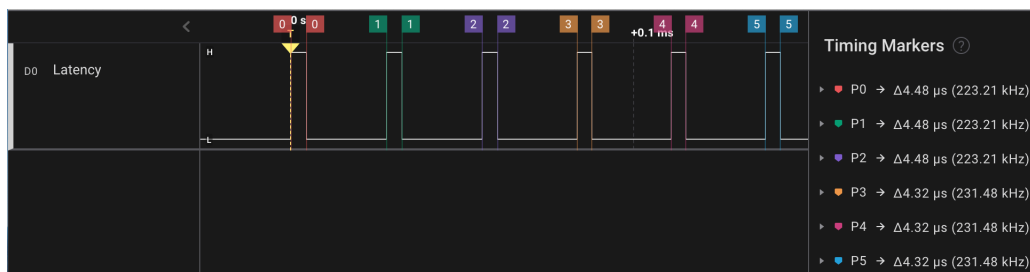 0 0 s 0 1 1 2 2 3 3 4 4 5 5
+0.1 ms
Timing Markers ?
H
D0 Latency
L
P0 → Δ4.48 µs (223.21 kHz)
P1 → Δ4.48 µs (223.21 kHz)
P2 → Δ4.48 µs (223.21 kHz)
P3 → Δ4.32 µs (231.48 kHz)
P4 → Δ4.32 µs (231.48 kHz)
P5 → Δ4.32 µs (231.48 kHz)